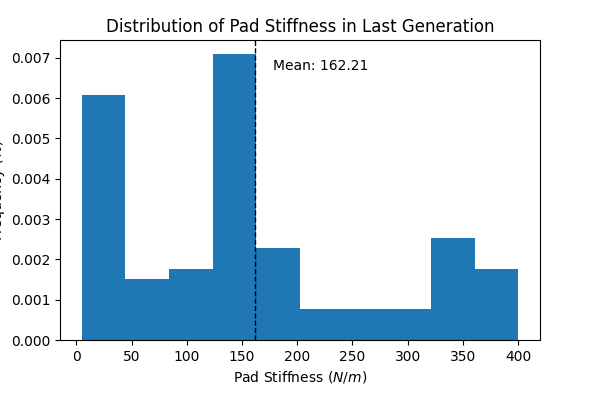 Distribution of Pad Stiffness in Last Generation
Mean: 162.21
0.007
0.006
0.005
0.004
0.003
0.002
0.001
0.000
0 50 100 150 200 250 300 350 400
Pad Stiffness (N/m)